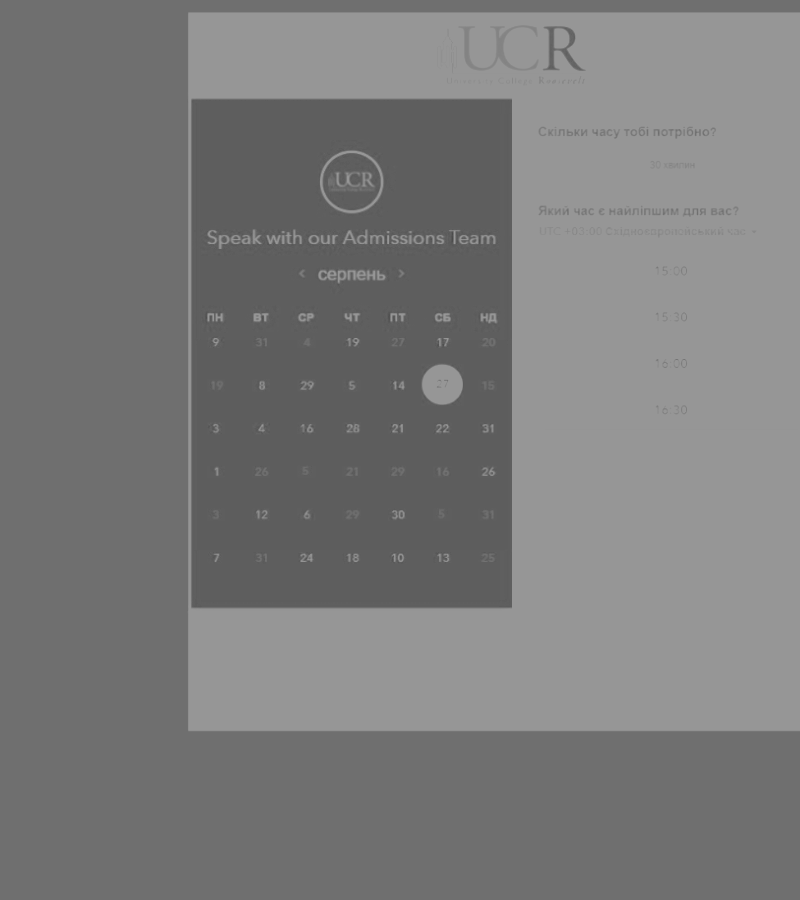 UCR
University College Research
UCR
Speak with our Admissions Team
‹ серпень ›
ПН ВТ СР ЧТ ПТ СБ НД
9 31 4 19 27 17 20
19 8 29 5 14 27 15
3 4 16 28 21 22 31
1 26 5 21 29 16 26
3 12 6 29 30 5 31
7 31 24 18 10 13 25
Скільки часу тобі потрібно?
30 хвилин
Який час є найліпшим для вас?
UTC +03:00 Східноєвропейський час
15:00
15:30
16:00
16:30